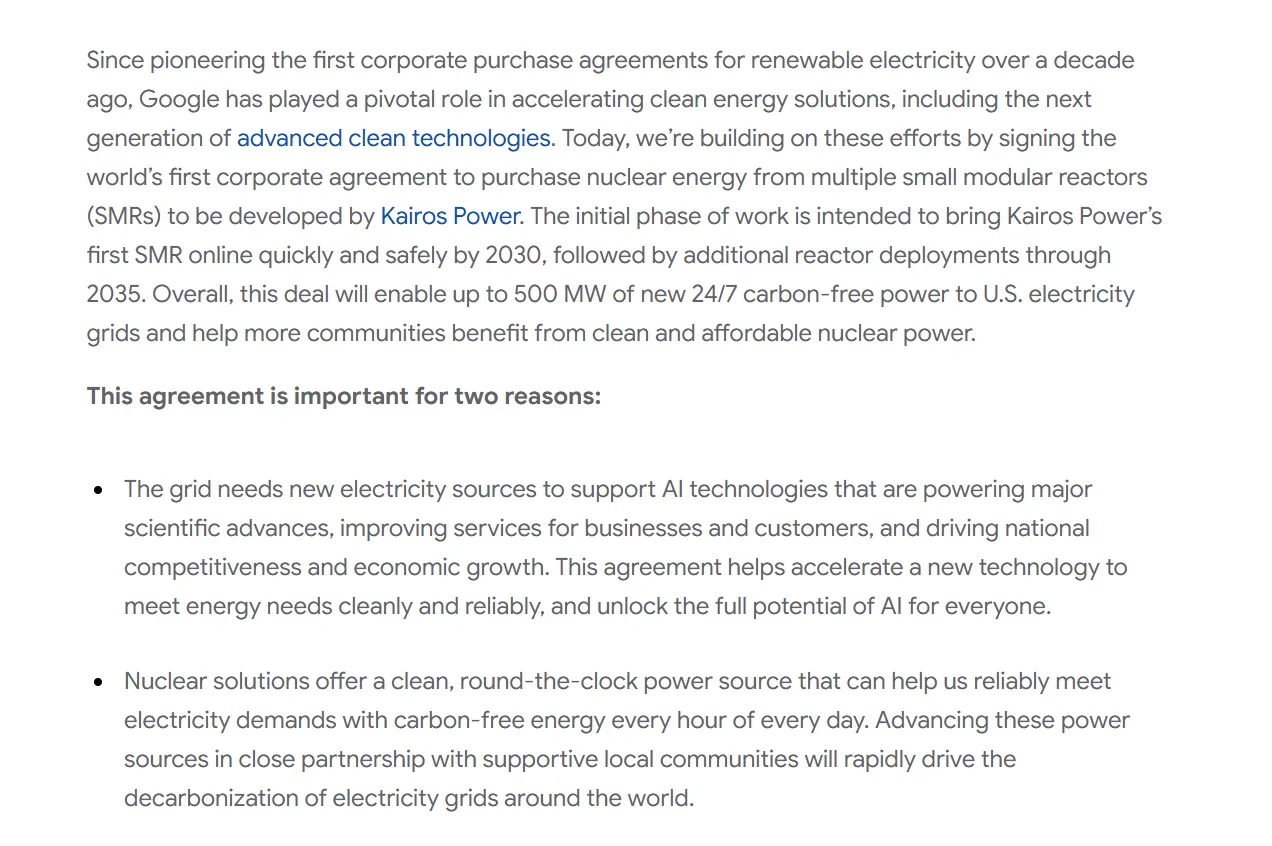 Since pioneering the first corporate purchase agreements for renewable electricity over a decade
ago, Google has played a pivotal role in accelerating clean energy solutions, including the next
generation of advanced clean technologies. Today, we’re building on these efforts by signing the
world’s first corporate agreement to purchase nuclear energy from multiple small modular reactors
(SMRs) to be developed by Kairos Power. The initial phase of work is intended to bring Kairos Power’s
first SMR online quickly and safely by 2030, followed by additional reactor deployments through
2035. Overall, this deal will enable up to 500 MW of new 24/7 carbon-free power to U.S. electricity
grids and help more communities benefit from clean and affordable nuclear power.
This agreement is important for two reasons:
• The grid needs new electricity sources to support AI technologies that are powering major
scientific advances, improving services for businesses and customers, and driving national
competitiveness and economic growth. This agreement helps accelerate a new technology to
meet energy needs cleanly and reliably, and unlock the full potential of AI for everyone.
• Nuclear solutions offer a clean, round-the-clock power source that can help us reliably meet
electricity demands with carbon-free energy every hour of every day. Advancing these power
sources in close partnership with supportive local communities will rapidly drive the
decarbonization of electricity grids around the world.